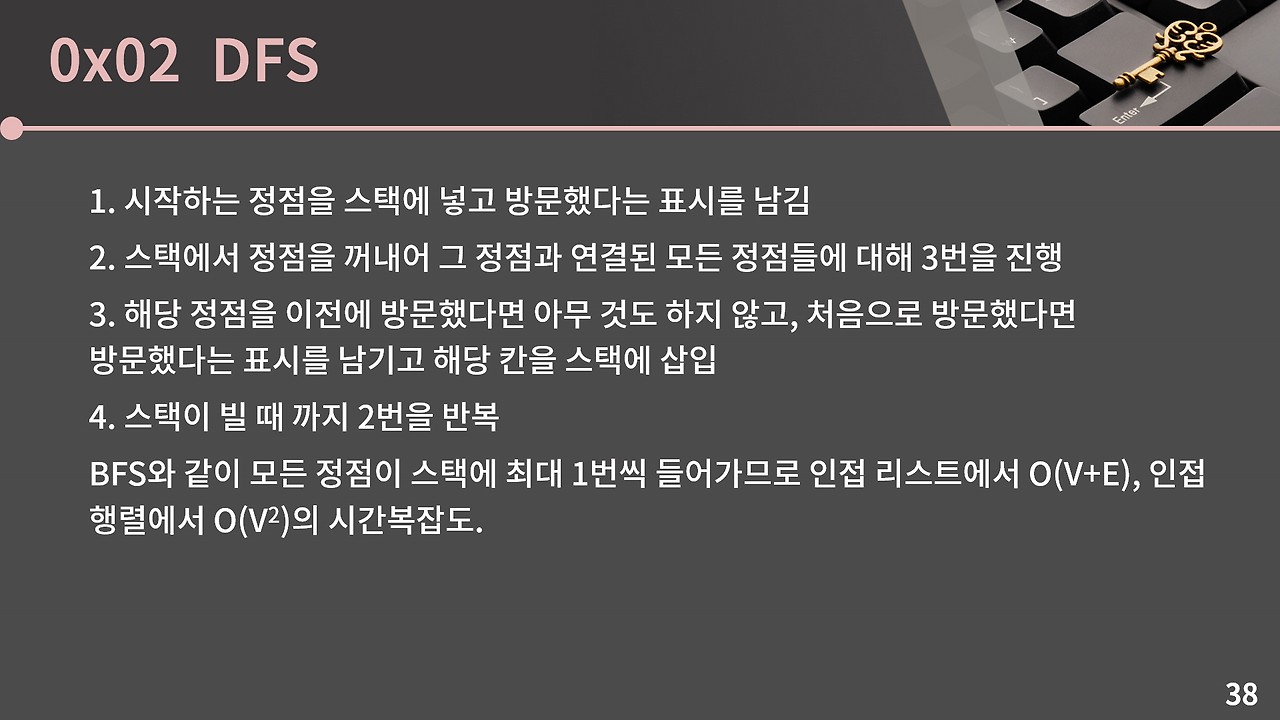 0x02 DFS
Enter
1. 시작하는 정점을 스택에 넣고 방문했다는 표시를 남김
2. 스택에서 정점을 꺼내어 그 정점과 연결된 모든 정점들에 대해 3번을 진행
3. 해당 정점을 이전에 방문했다면 아무 것도 하지 않고, 처음으로 방문했다면
방문했다는 표시를 남기고 해당 칸을 스택에 삽입
4. 스택이 빌 때 까지 2번을 반복
BFS와 같이 모든 정점이 스택에 최대 1번씩 들어가므로 인접 리스트에서 O(V+E), 인접
행렬에서 O(V²)의 시간복잡도.
38